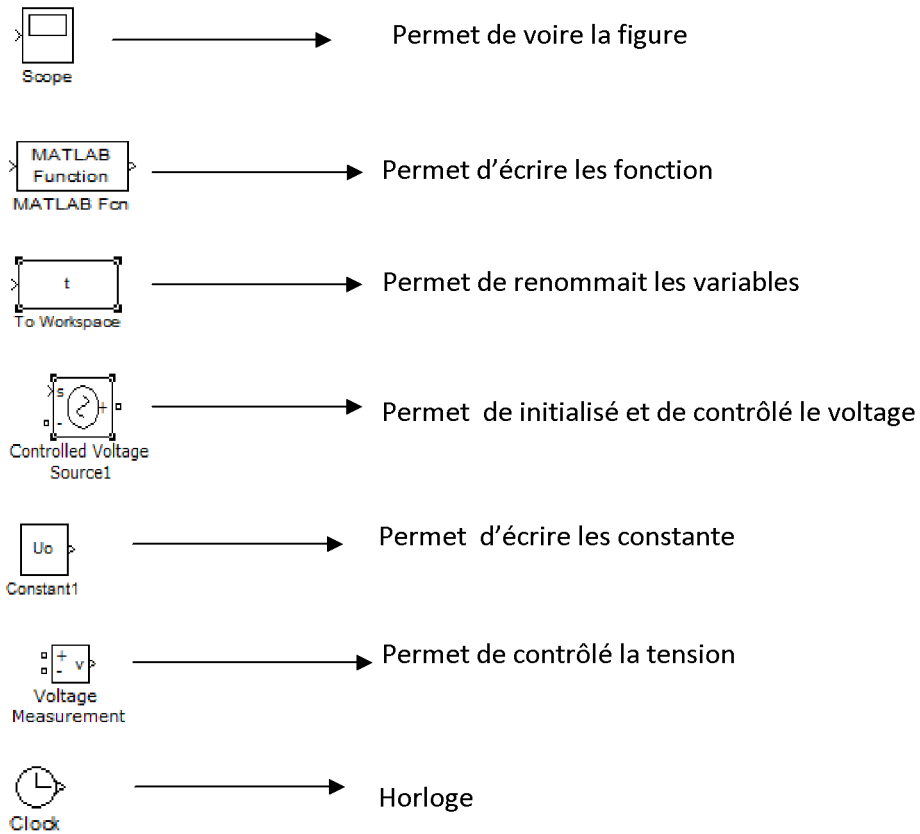 Scope
Permet de voire la figure
MATLAB
Function
MATLAB Fcn
Permet d'écrire les fonction
t
To Workspace
Permet de renommait les variables
s
+
-
Controlled Voltage
Source1
Permet de initialisé et de contrôlé le voltage
Uo
Constant1
Permet d'écrire les constante
+
v
-
Voltage
Measurement
Permet de contrôlé la tension
Clock
Horloge